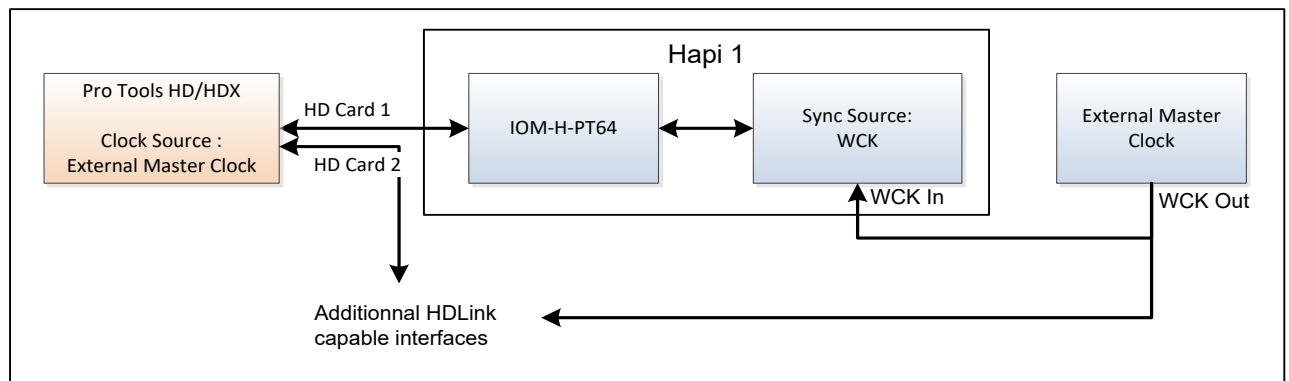 Hapi 1
Pro Tools HD/HDX
Clock Source :
External Master Clock
HD Card 1
HD Card 2
IOM-H-PT64
Sync Source:
WCK
External Master
Clock
WCK In
WCK Out
Additionnal HDLink
capable interfaces